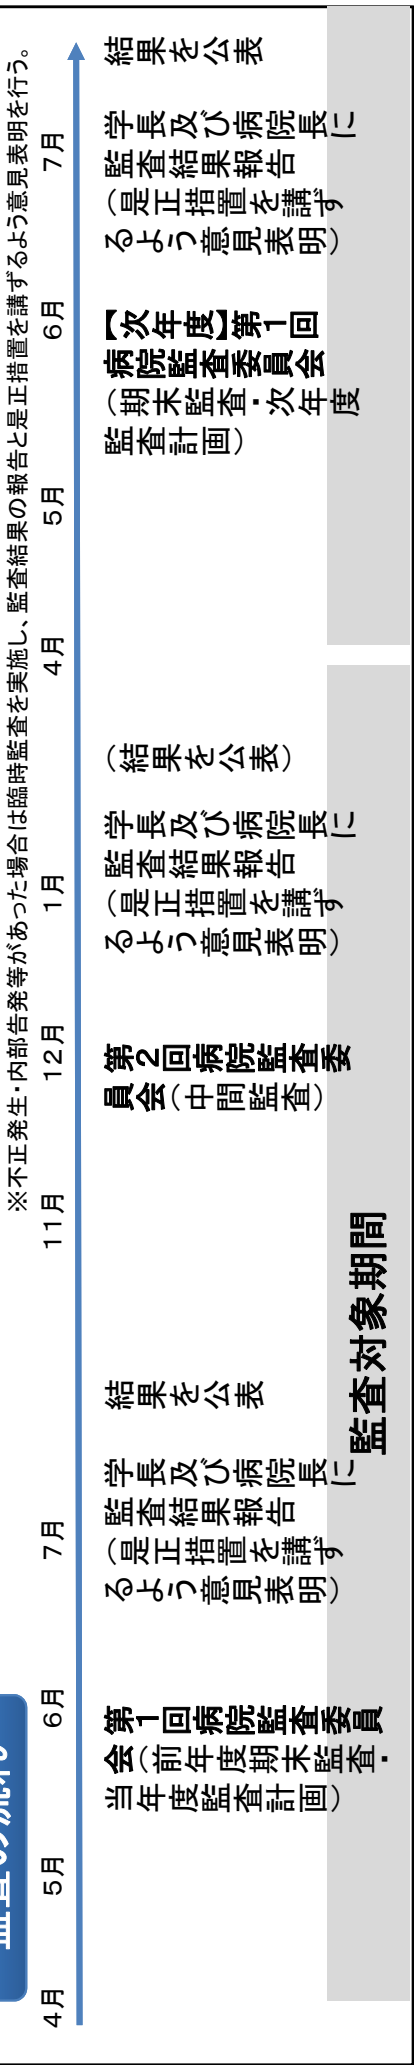 監査の流れ
※不正発生・内部告発等があった場合は臨時監査を実施し、監査結果の報告と是正措置を講ずるよう意見表明を行う。
4月
5月
6月
7月
11月
12月
1月
4月
5月
6月
7月
第1回病院監査委員
会(前年度期末監査・
当年度監査計画)
学長及び病院長に
監査結果報告
(是正措置を講ず
るよう意見表明)
結果を公表
第2回病院監査委
員会(中間監査)
学長及び病院長に
監査結果報告
(是正措置を講ず
るよう意見表明)
(結果を公表)
【次年度】第1回
病院監査委員会
(期末監査・次年度
監査計画)
学長及び病院長に
監査結果報告
(是正措置を講ず
るよう意見表明)
結果を公表
監査対象期間